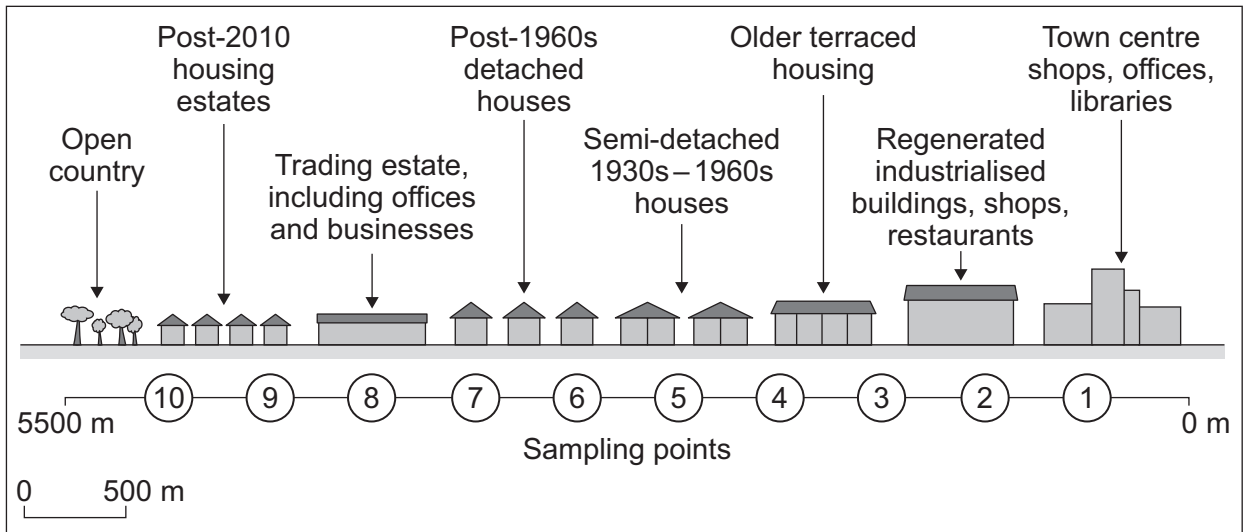 Post-2010
housing
estates
Post-1960s
detached
houses
Older terraced
housing
Town centre
shops, offices,
libraries
Open
country
Trading estate,
including offices
and businesses
Semi-detached
1930s – 1960s
houses
Regenerated
industrialised
buildings, shops,
restaurants
10 9 8 7 6 5 4 3 2 1
5500 m 0 m
Sampling points
0 500 m